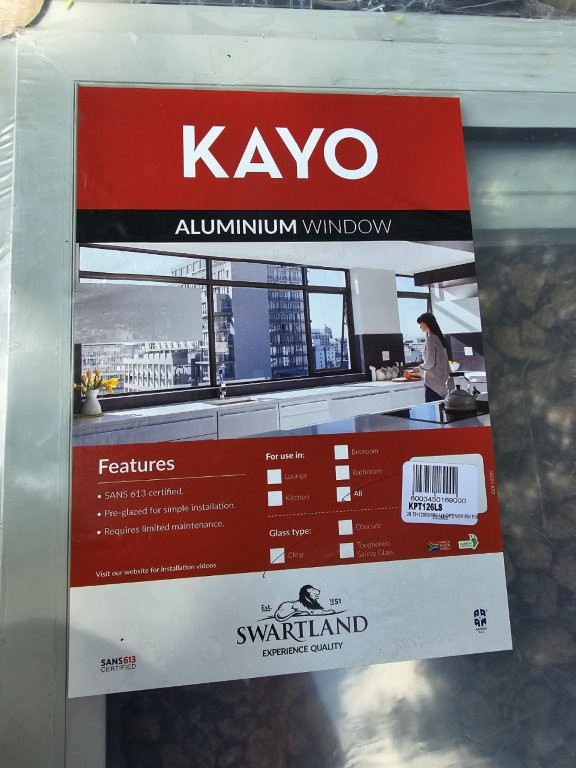 KAYO
ALUMINIUM WINDOW
Features
• SANS 613 certified.
• Pre-glazed for simple installation.
• Requires limited maintenance.
Visit our website for installation videos
For use in:
Lounge
Kitchen
Bedroom
Bathroom
All
Glass type:
Clear
Obscure
Toughened
Safety Glass
6003450169000
KPT126LS
Est. 1951
SWARTLAND
EXPERIENCE QUALITY
SANS613
CERTIFIED